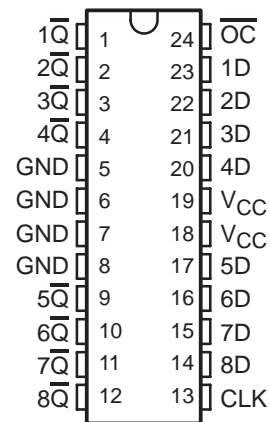 1Q̅ 1 24 O̅C̅
2Q̅ 2 23 1D
3Q̅ 3 22 2D
4Q̅ 4 21 3D
GND 5 20 4D
GND 6 19 VCC
GND 7 18 VCC
GND 8 17 5D
5Q̅ 9 16 6D
6Q̅ 10 15 7D
7Q̅ 11 14 8D
8Q̅ 12 13 CLK